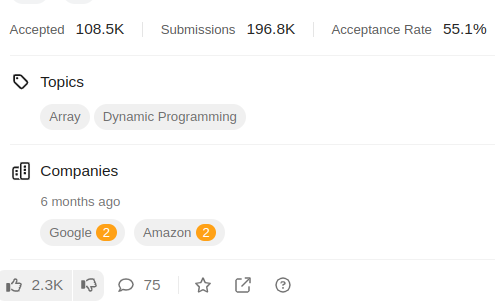 Accepted 108.5K Submissions 196.8K Acceptance Rate 55.1%
Topics
Array Dynamic Programming
Companies
6 months ago
Google 2 Amazon 2
2.3K 75